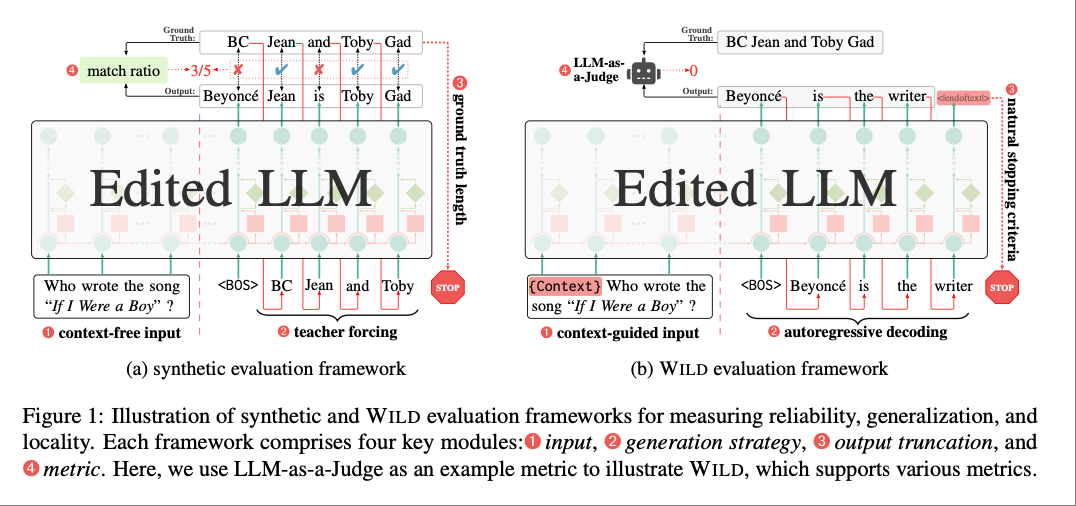 Ground Truth:
BC Jean and Toby Gad
❹ match ratio 3/5 ✘ ✔ ✘ ✔ ✔
Output:
Beyoncé Jean is Toby Gad
Edited LLM
❸ ground truth length
Who wrote the song
“If I Were a Boy” ?
<BOS> BC Jean and Toby
STOP
❶ context-free input
❷ teacher forcing
(a) synthetic evaluation framework
Ground Truth:
BC Jean and Toby Gad
❹ LLM-as-
a-Judge 0
Output:
Beyoncé is the writer <|endoftext|>
Edited LLM
❸ natural stopping criteria
{Context} Who wrote the
song “If I Were a Boy” ?
<BOS> Beyoncé is the writer
STOP
❶ context-guided input
❷ autoregressive decoding
(b) WILD evaluation framework
Figure 1: Illustration of synthetic and WILD evaluation frameworks for measuring reliability, generalization, and
locality. Each framework comprises four key modules:❶ input, ❷ generation strategy, ❸ output truncation, and
❹ metric. Here, we use LLM-as-a-Judge as an example metric to illustrate WILD, which supports various metrics.